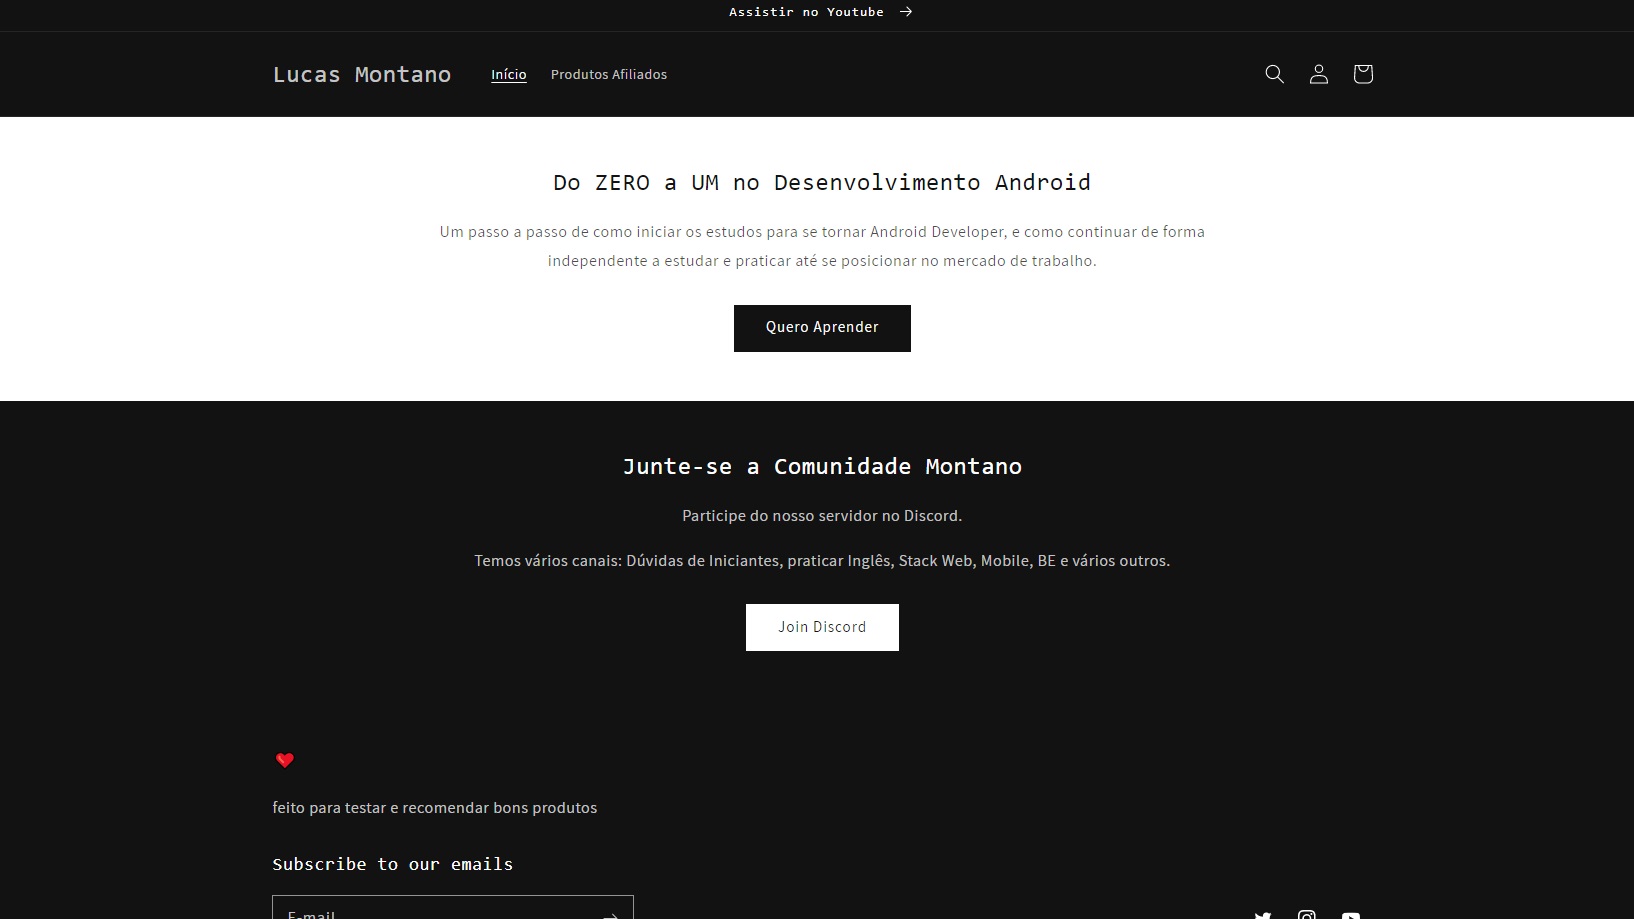 Assistir no Youtube
Lucas Montano
Início
Produtos Afiliados
Do ZERO a UM no Desenvolvimento Android
Um passo a passo de como iniciar os estudos para se tornar Android Developer, e como continuar de forma
independente a estudar e praticar até se posicionar no mercado de trabalho.
Quero Aprender
Junte-se a Comunidade Montano
Participe do nosso servidor no Discord.
Temos vários canais: Dúvidas de Iniciantes, praticar Inglês, Stack Web, Mobile, BE e vários outros.
Join Discord
feito para testar e recomendar bons produtos
Subscribe to our emails
E-mail